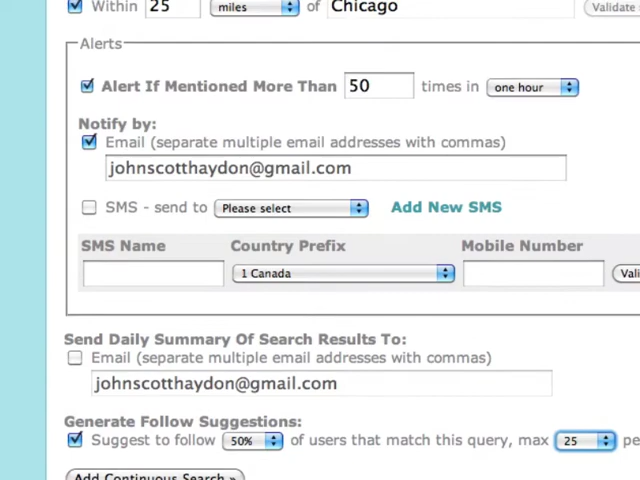 Within 25 miles of Chicago Validate
Alerts
Alert If Mentioned More Than 50 times in one hour
Notify by:
Email (separate multiple email addresses with commas)
johnscotthaydon@gmail.com
SMS - send to Please select Add New SMS
SMS Name Country Prefix Mobile Number
1 Canada Vali
Send Daily Summary Of Search Results To:
Email (separate multiple email addresses with commas)
johnscotthaydon@gmail.com
Generate Follow Suggestions:
Suggest to follow 50% of users that match this query, max 25 pe
Add Continuous Search »